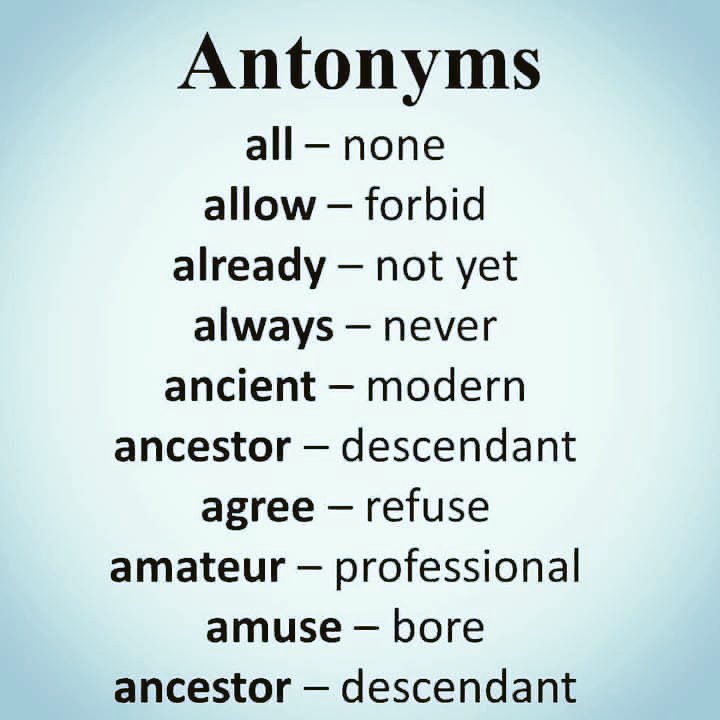 Antonyms
all – none
allow – forbid
already – not yet
always – never
ancient – modern
ancestor – descendant
agree – refuse
amateur – professional
amuse – bore
ancestor – descendant